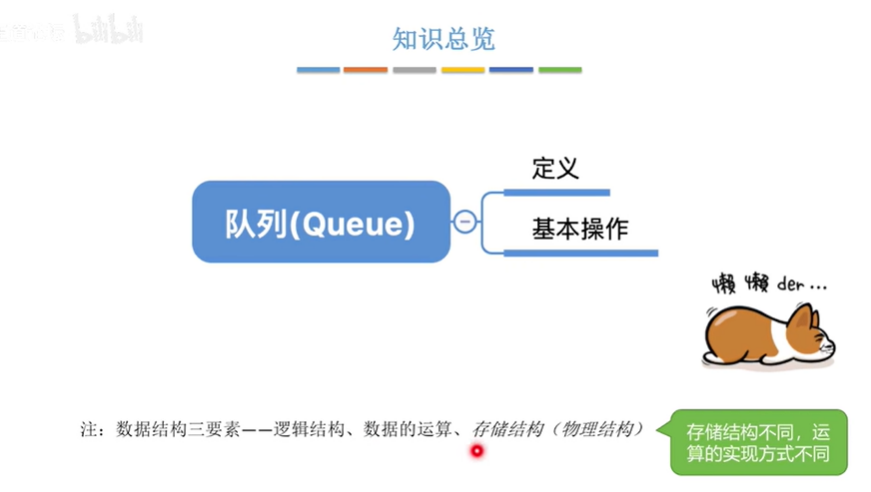 bilibili
知识总览
队列(Queue)
定义
基本操作
懒 懒 der...
注：数据结构三要素——逻辑结构、数据的运算、存储结构（物理结构）
存储结构不同，运
算的实现方式不同